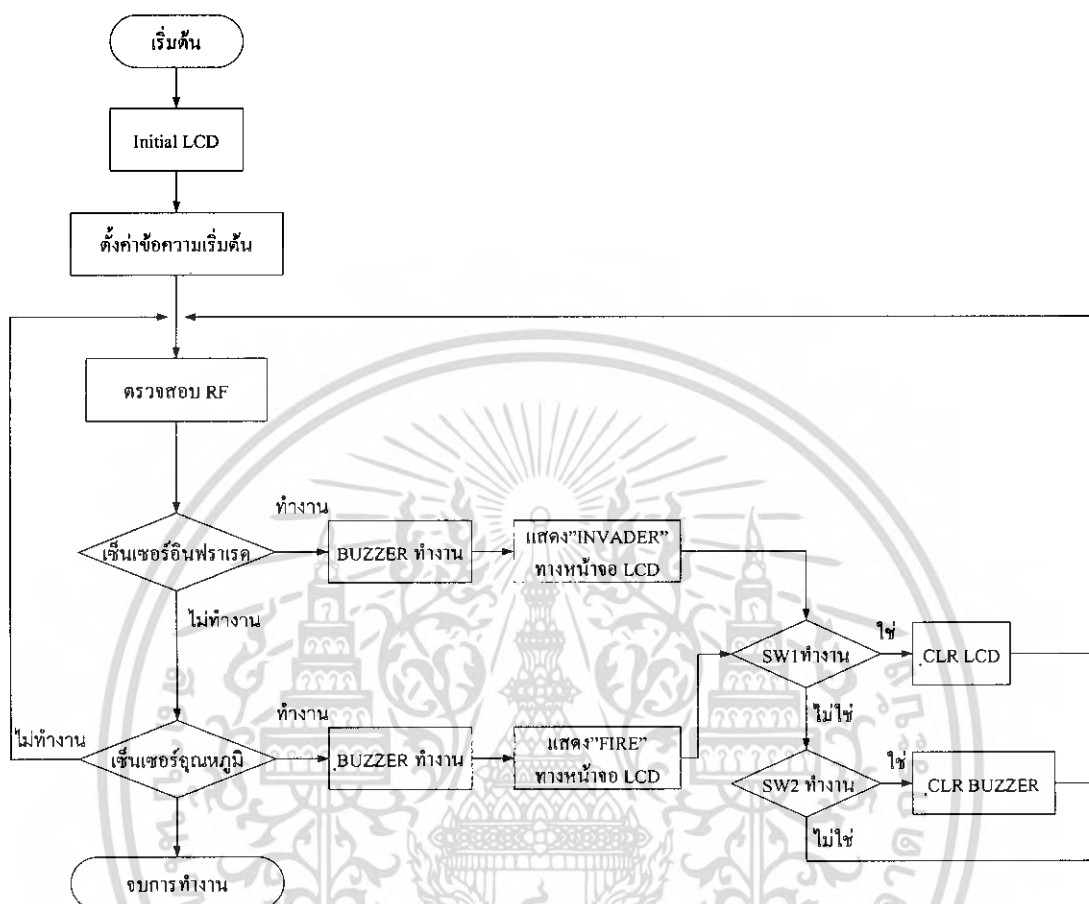 เริ่มต้น
Initial LCD
ตั้งค่าข้อความเริ่มต้น
ตรวจสอบ RF
เซ็นเซอร์อินฟราเรด
ทำงาน
BUZZER ทำงาน
แสดง"INVADER"
ทางหน้าจอ LCD
ไม่ทำงาน
SW1ทำงาน
ใช่
CLR LCD
ไม่ใช่
ไม่ทำงาน
เซ็นเซอร์อุณหภูมิ
ทำงาน
BUZZER ทำงาน
แสดง"FIRE"
ทางหน้าจอ LCD
SW2 ทำงาน
ใช่
CLR BUZZER
ไม่ใช่
จบการทำงาน